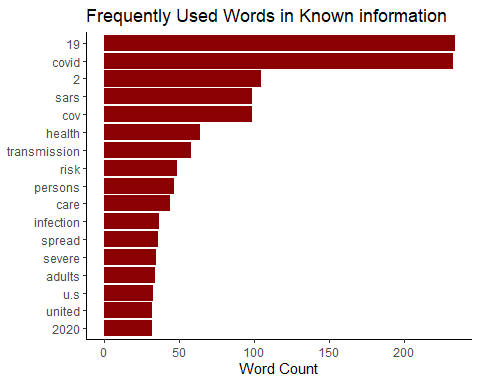 Frequently Used Words in Known information
19
covid
2
sars
cov
health
transmission
risk
persons
care
infection
spread
severe
adults
u.s
united
2020
0 50 100 150 200
Word Count